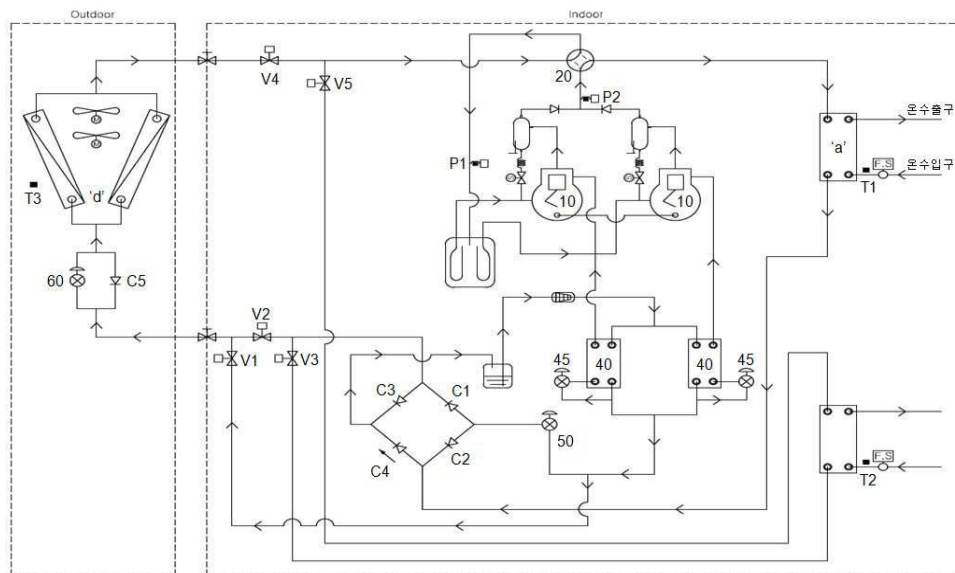 Outdoor
Indoor
V4
V5
20
P2
온수출구
P1
'a'
F,S
온수입구
T1
T3
'd'
10
10
60
C5
V2
V1
V3
C3
C1
C4
C2
45
40
40
45
50
F,S
T2
M
M